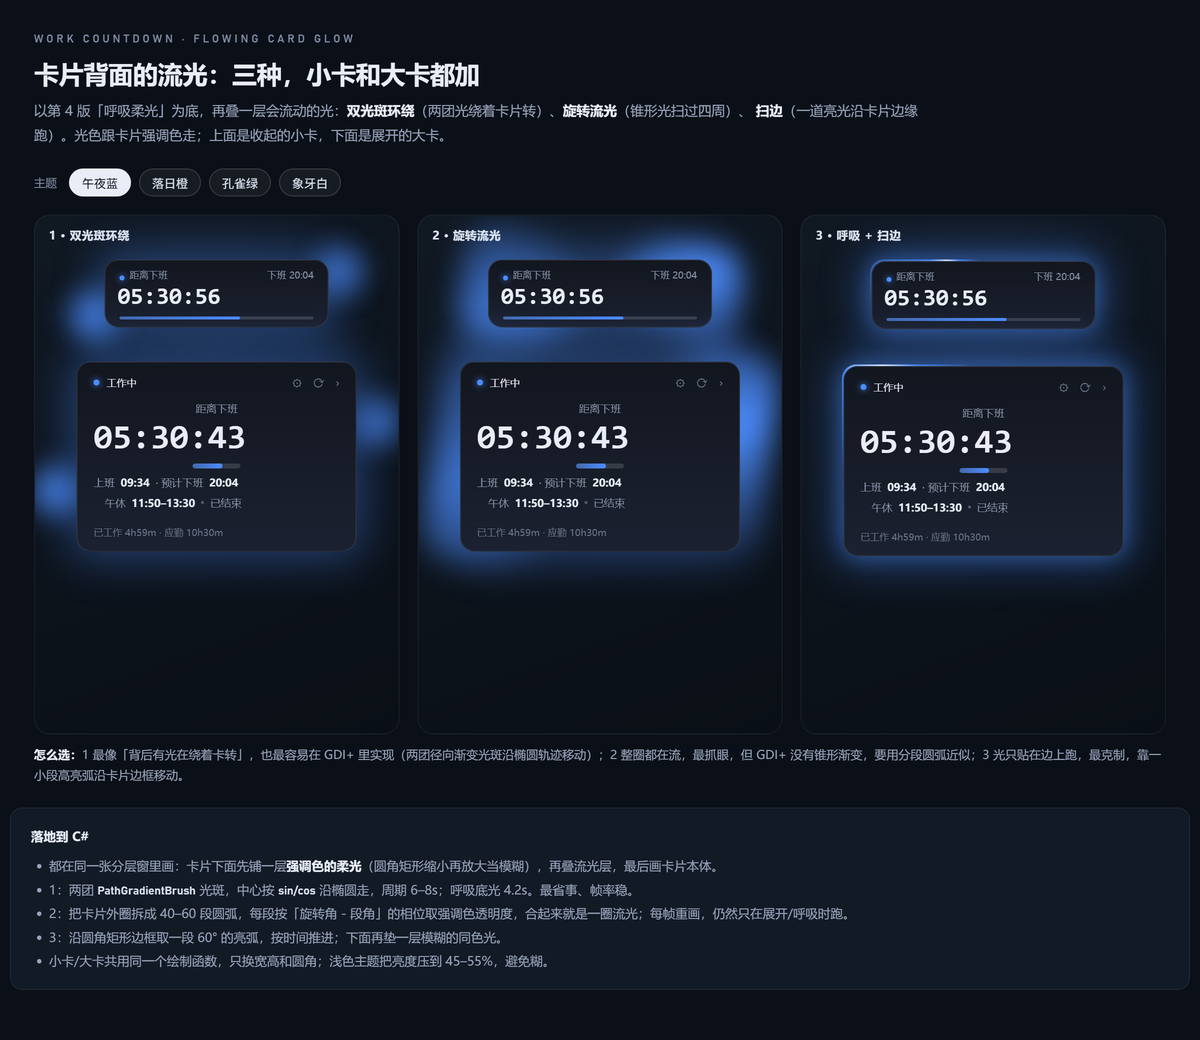 WORK COUNTDOWN · FLOWING CARD GLOW
卡片背面的流光：三种，小卡和大卡都加
以第 4 版「呼吸柔光」为底，再叠一层会流动的光：双光斑环绕（两团光绕着卡片转）、旋转流光（锥形光扫过四周）、 扫边（一道亮光沿卡片边缘
跑）。光色跟卡片强调色走；上面是收起的小卡，下面是展开的大卡。
主题 午夜蓝 落日橙 孔雀绿 象牙白
1 • 双光斑环绕
距离下班 下班 20:04
05:30:56
工作中
距离下班
05:30:43
上班 09:34 · 预计下班 20:04
午休 11:50–13:30 • 已结束
已工作 4h59m · 应勤 10h30m
2 • 旋转流光
距离下班 下班 20:04
05:30:56
工作中
距离下班
05:30:43
上班 09:34 · 预计下班 20:04
午休 11:50–13:30 • 已结束
已工作 4h59m · 应勤 10h30m
3 • 呼吸 + 扫边
距离下班 下班 20:04
05:30:56
工作中
距离下班
05:30:43
上班 09:34 · 预计下班 20:04
午休 11:50–13:30 • 已结束
已工作 4h59m · 应勤 10h30m
怎么选：1 最像「背后有光在绕着卡转」，也最容易在 GDI+ 里实现（两团径向渐变光斑沿椭圆轨迹移动）；2 整圈都在流，最抓眼，但 GDI+ 没有锥形渐变，要用分段圆弧近似；3 光只贴在边上跑，最克制，靠一
小段高亮弧沿卡片边框移动。
落地到 C#
• 都在同一张分层窗里画：卡片下面先铺一层强调色的柔光（圆角矩形缩小再放大当模糊），再叠流光层，最后画卡片本体。
• 1：两团 PathGradientBrush 光斑，中心按 sin/cos 沿椭圆走，周期 6–8s；呼吸底光 4.2s。最省事、帧率稳。
• 2：把卡片外圈拆成 40–60 段圆弧，每段按「旋转角 - 段角」的相位取强调色透明度，合起来就是一圈流光；每帧重画，仍然只在展开/呼吸时跑。
• 3：沿圆角矩形边框取一段 60° 的亮弧，按时间推进；下面再垫一层模糊的同色光。
• 小卡/大卡共用同一个绘制函数，只换宽高和圆角；浅色主题把亮度压到 45–55%，避免糊。